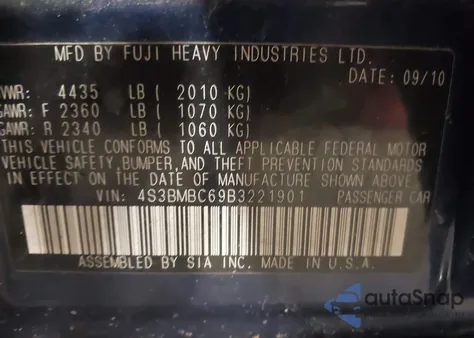 MFD BY FUJI HEAVY INDUSTRIES LTD.
DATE: 09/10
GVWR: 4435 LB ( 2010 KG)
GAWR: F 2360 LB ( 1070 KG)
GAWR: R 2340 LB ( 1060 KG)
THIS VEHICLE CONFORMS TO ALL APPLICABLE FEDERAL MOTOR
VEHICLE SAFETY, BUMPER, AND THEFT PREVENTION STANDARDS
IN EFFECT ON THE DATE OF MANUFACTURE SHOWN ABOVE.
VIN: 4S3BMBC69B3221901 PASSENGER CAR
ASSEMBLED BY SIA INC. MADE IN U.S.A.
autoSnap